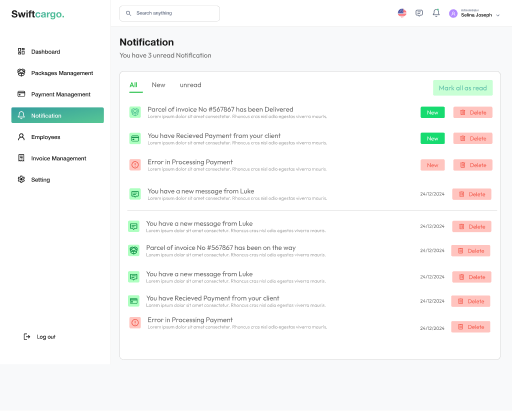 Swiftcargo.
Search anything
Administrator
Selina Joseph
Dashboard
Packages Management
Payment Management
Notification
Employees
Invoice Management
Setting
Log out
Notification
You have 3 unread Notification
All New unread
Mark all as read
Parcel of invoice No #567867 has been Delivered
Lorem ipsum dolor sit amet consectetur. Rhoncus cras nisl odio egestas viverra mauris.
New Delete
You have Recieved Payment from your client
Lorem ipsum dolor sit amet consectetur. Rhoncus cras nisl odio egestas viverra mauris.
New Delete
Error in Processing Payment
Lorem ipsum dolor sit amet consectetur. Rhoncus cras nisl odio egestas viverra mauris.
New Delete
You have a new message from Luke
Lorem ipsum dolor sit amet consectetur. Rhoncus cras nisl odio egestas viverra mauris.
24/12/2024 Delete
You have a new message from Luke
Lorem ipsum dolor sit amet consectetur. Rhoncus cras nisl odio egestas viverra mauris.
24/12/2024 Delete
Parcel of invoice No #567867 has been on the way
Lorem ipsum dolor sit amet consectetur. Rhoncus cras nisl odio egestas viverra mauris.
24/12/2024 Delete
You have a new message from Luke
Lorem ipsum dolor sit amet consectetur. Rhoncus cras nisl odio egestas viverra mauris.
24/12/2024 Delete
You have Recieved Payment from your client
Lorem ipsum dolor sit amet consectetur. Rhoncus cras nisl odio egestas viverra mauris.
24/12/2024 Delete
Error in Processing Payment
Lorem ipsum dolor sit amet consectetur. Rhoncus cras nisl odio egestas viverra mauris.
24/12/2024 Delete